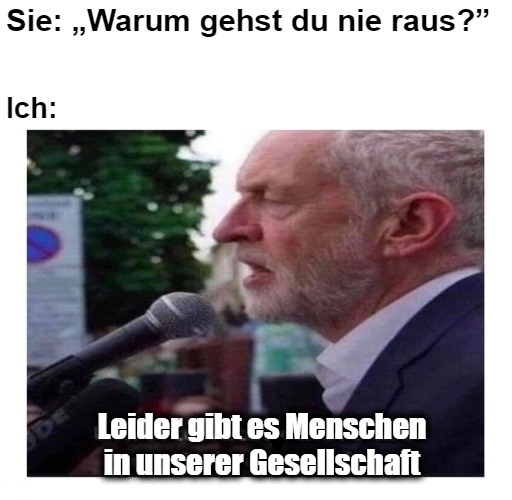 Sie: „Warum gehst du nie raus?”
Ich:
Leider gibt es Menschen
in unserer Gesellschaft